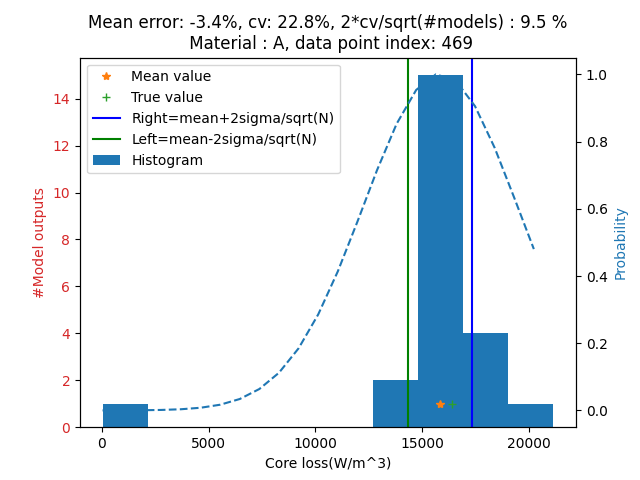 Mean error: -3.4%, cv: 22.8%, 2*cv/sqrt(#models) : 9.5 %
Material : A, data point index: 469
Mean value
True value
Right=mean+2sigma/sqrt(N)
Left=mean-2sigma/sqrt(N)
Histogram
#Model outputs
14
12
10
8
6
4
2
0
1.0
0.8
0.6
0.4
0.2
0.0
Probability
0
5000
10000
15000
20000
Core loss(W/m^3)